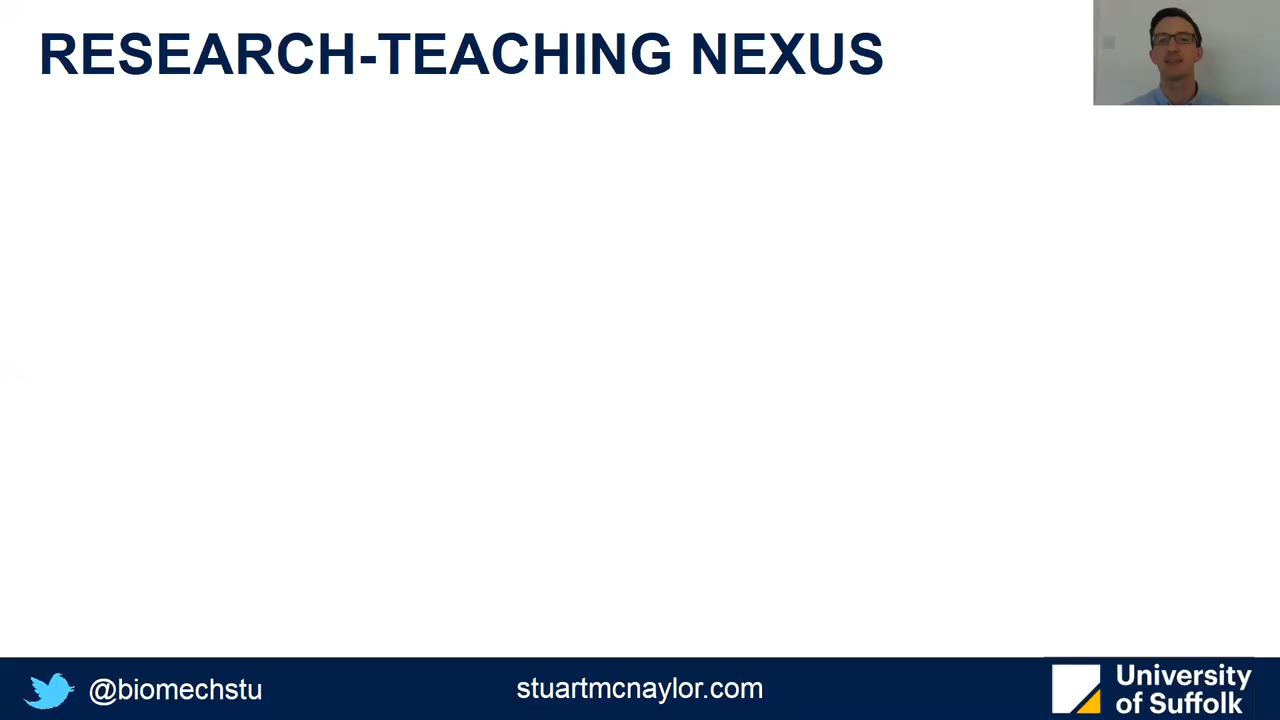 RESEARCH-TEACHING NEXUS
@biomechstu
stuartmcnaylor.com
University
of Suffolk